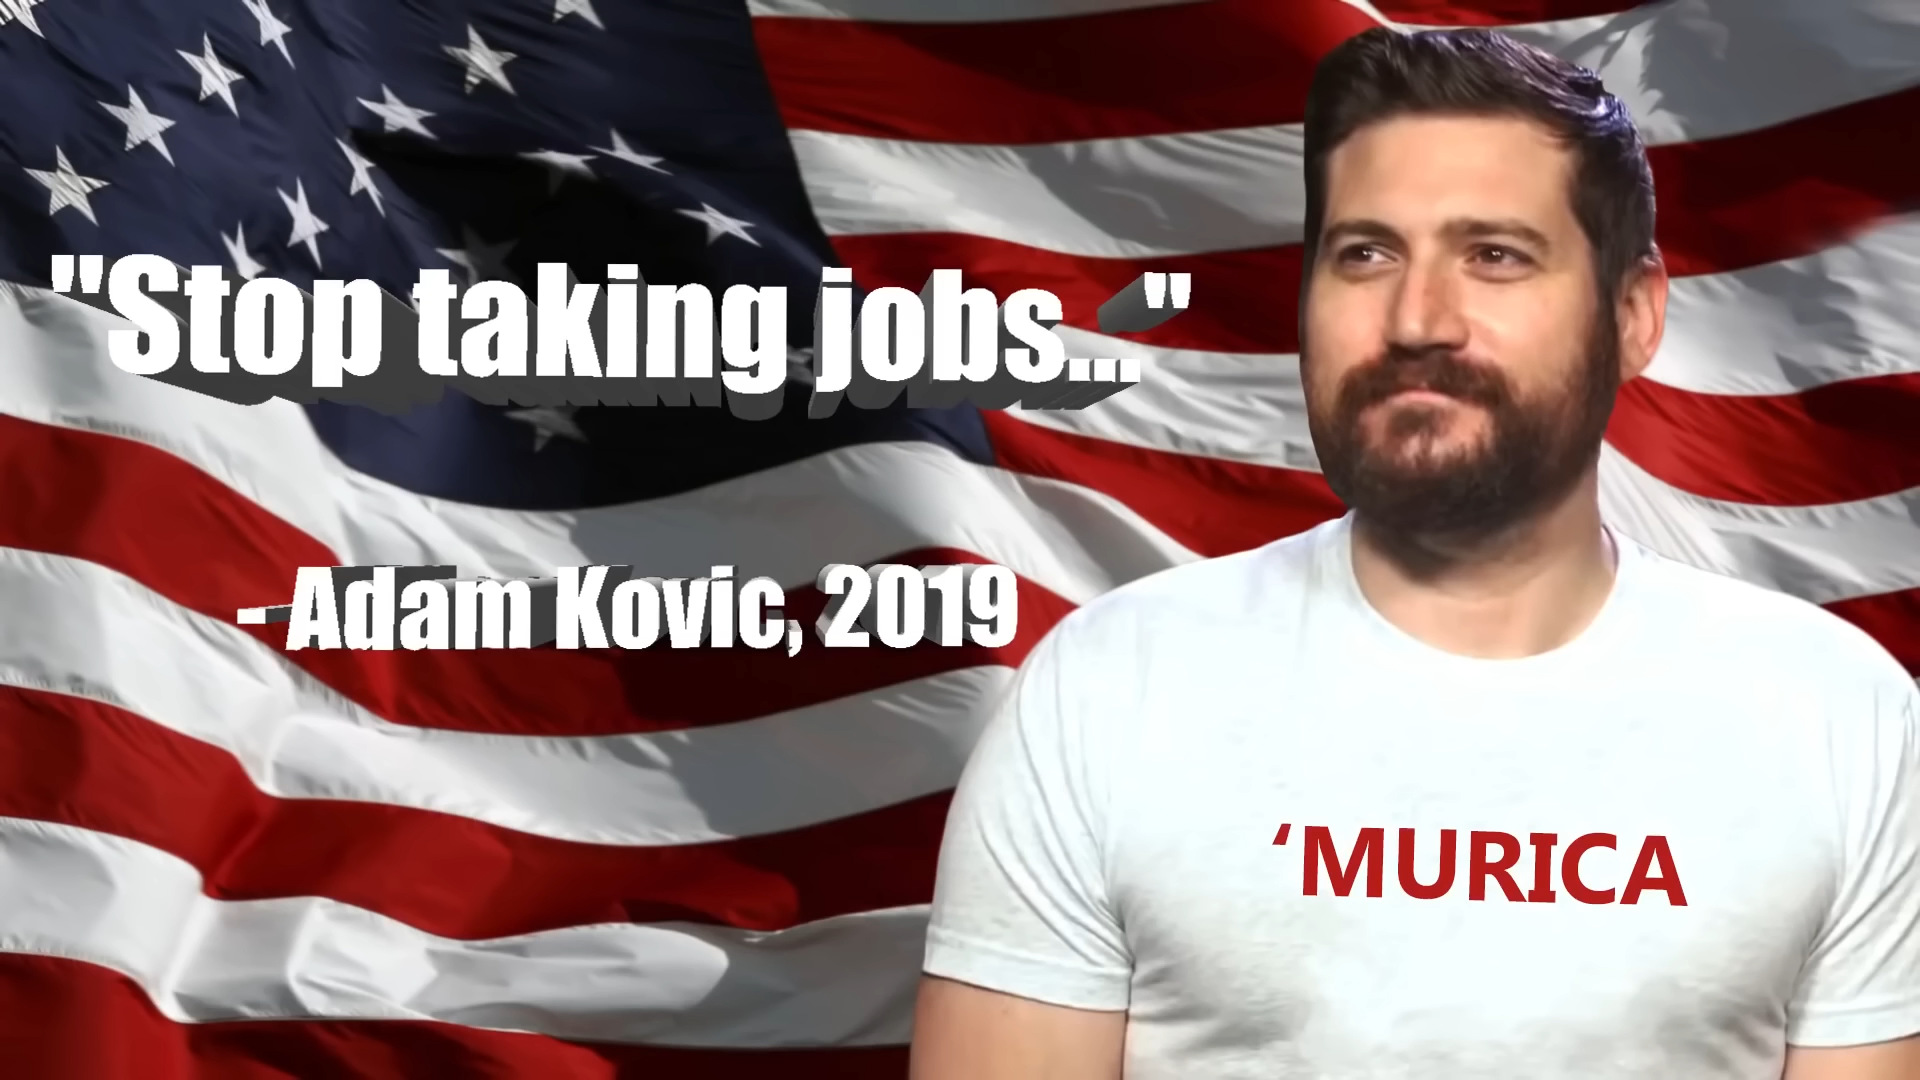 "Stop taking jobs..."
- Adam Kovic, 2019
‘MURICA